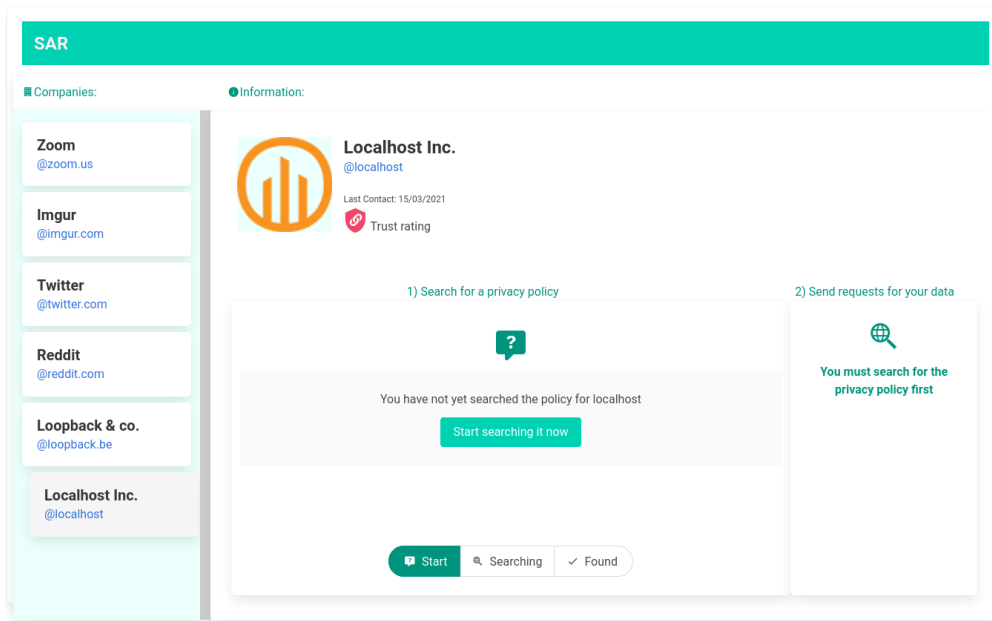 SAR
Companies:
Information:
Zoom
@zoom.us
Imgur
@imgur.com
Twitter
@twitter.com
Reddit
@reddit.com
Loopback & co.
@loopback.be
Localhost Inc.
@localhost
Localhost Inc.
@localhost
Last Contact: 15/03/2021
Trust rating
1) Search for a privacy policy
?
You have not yet searched the policy for localhost
Start searching it now
Start
Searching
Found
2) Send requests for your data
You must search for the
privacy policy first